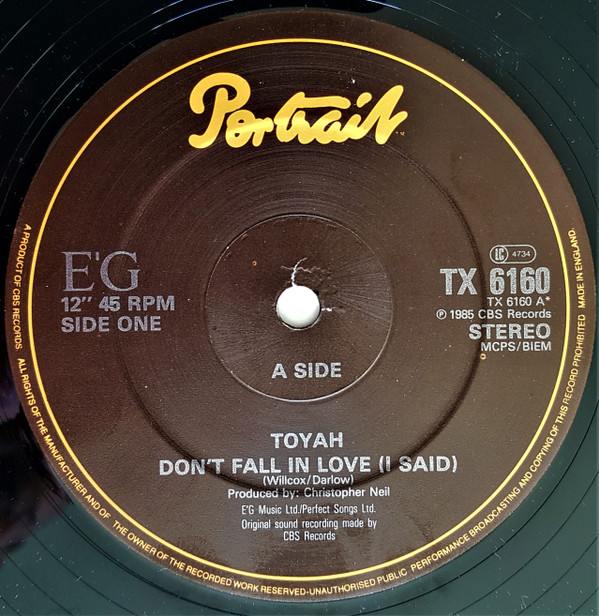 Portrait
E'G
12" 45 RPM
SIDE ONE
LC 4734
TX 6160
TX 6160 A*
℗ 1985 CBS Records
STEREO
MCPS/BIEM
A SIDE
TOYAH
DON'T FALL IN LOVE (I SAID)
(Willcox/Darlow)
Produced by: Christopher Neil
E'G Music Ltd./Perfect Songs Ltd.
Original sound recording made by
CBS Records
A PRODUCT OF CBS RECORDS ALL RIGHTS OF THE MANUFACTURER AND OF THE OWNER OF THE RECORDED WORK RESERVED-UNAUTHORISED PUBLIC PERFORMANCE BROADCASTING AND COPYING OF THIS RECORD PROHIBITED MADE IN ENGLAND.